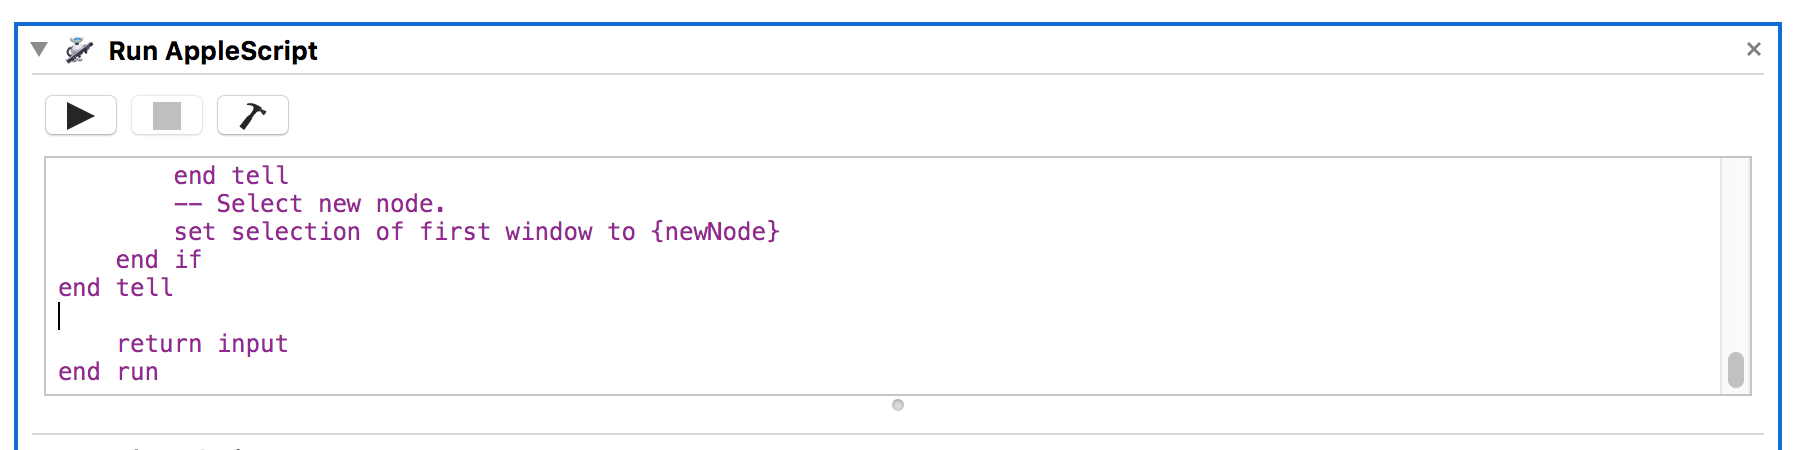 Run AppleScript
end tell
-- Select new node.
set selection of first window to {newNode}
end if
end tell
return input
end run